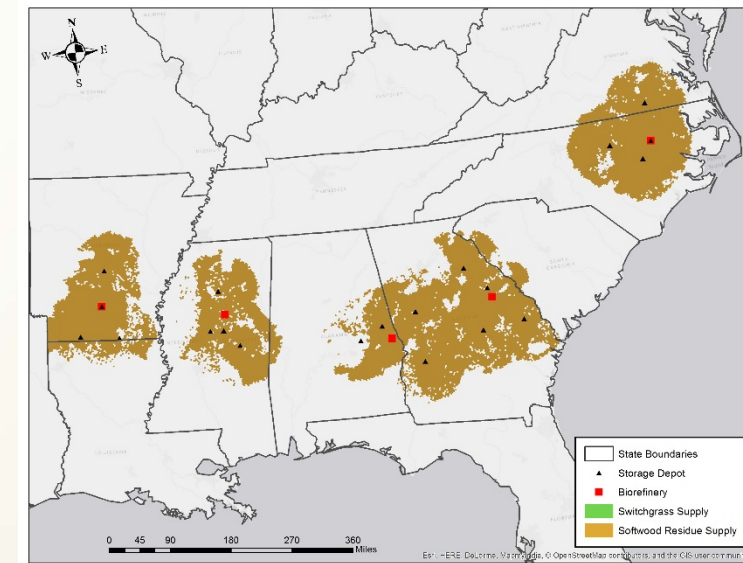 N
W E
S
State Boundaries
Storage Depot
Biorefinery
Switchgrass Supply
Softwood Residue Supply
0 45 90 180 270 360
Miles
Esri, HERE, DeLorme, MapmyIndia, © OpenStreetMap contributors, and the GIS user community